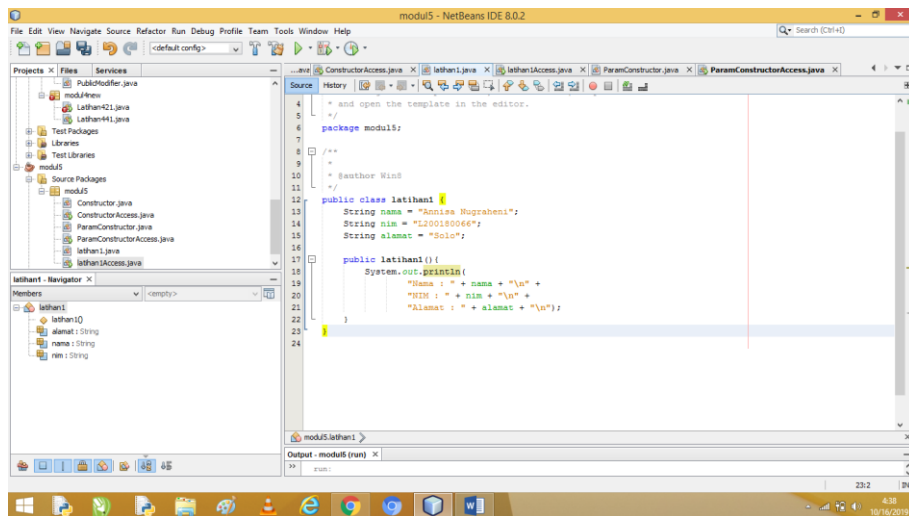 modul5 - NetBeans IDE 8.0.2
File Edit View Navigate Source Refactor Run Debug Profile Team Tools Window Help
Search (Ctrl+I)
<default config>
Projects × Files Services
PublicModifier.java
modul4new
Latihan421.java
Latihan441.java
Test Packages
Libraries
Test Libraries
modul5
Source Packages
modul5
Constructor.java
ConstructorAccess.java
ParamConstructor.java
ParamConstructorAccess.java
latihan1.java
latihan1Access.java
latihan1 - Navigator ×
Members <empty>
latihan1
latihan1()
alamat : String
nama : String
nim : String
...ava ConstructorAccess.java × latihan1.java × latihan1Access.java × ParamConstructor.java × ParamConstructorAccess.java ×
Source History
4 * and open the template in the editor.
5 */
6 package modul5;
7
8 /**
9 *
10 * @author Win8
11 */
12 public class latihan1 {
13 String nama = "Annisa Nugraheni";
14 String nim = "L200180066";
15 String alamat = "Solo";
16
17 public latihan1(){
18 System.out.println(
19 "Nama : " + nama + "\n" +
20 "NIM : " + nim + "\n" +
21 "Alamat : " + alamat + "\n");
22 }
23 }
24
modul5.latihan1
Output - modul5 (run) ×
run:
23:2
4:38
10/16/2019